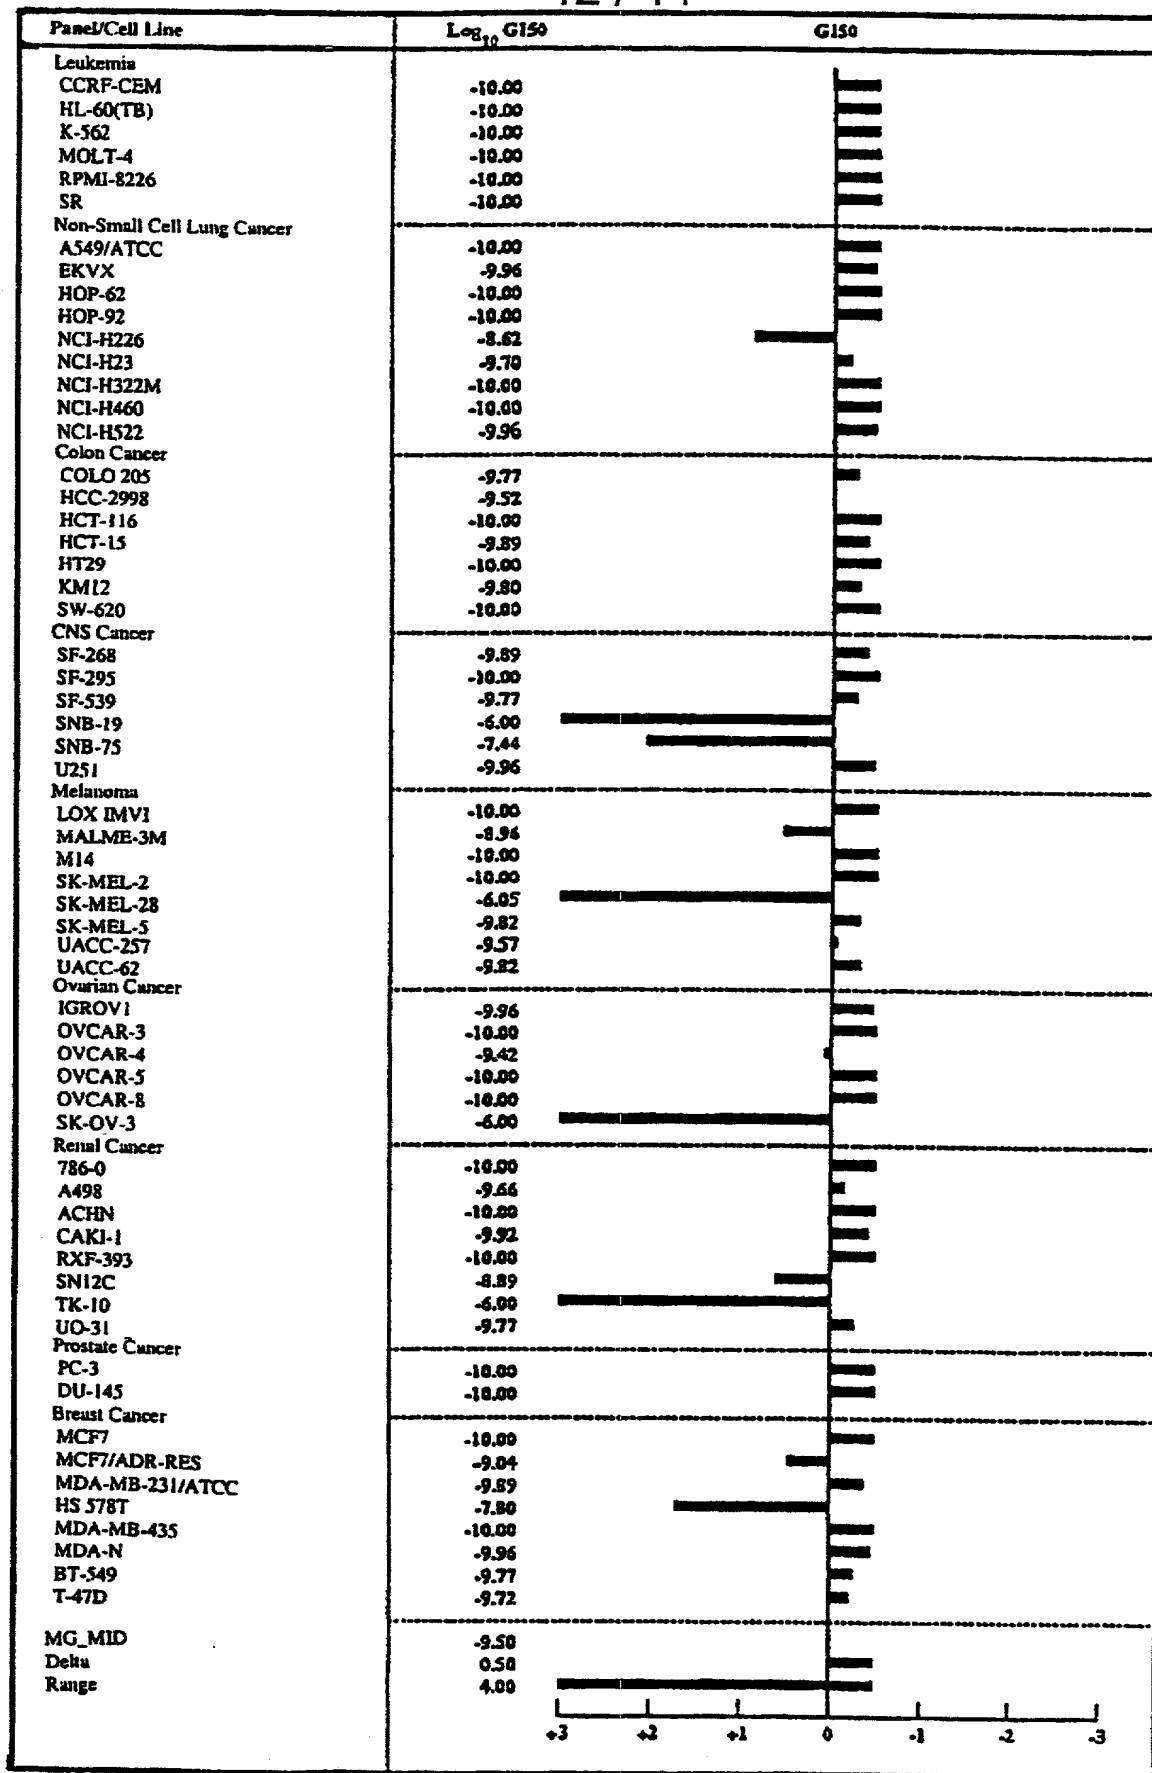 Panel/Cell Line Log10 GI50 GI50
Leukemia
CCRF-CEM -10.00
HL-60(TB) -10.00
K-562 -10.00
MOLT-4 -10.00
RPMI-8226 -10.00
SR -10.00
Non-Small Cell Lung Cancer
A549/ATCC -10.00
EKVX -9.96
HOP-62 -10.00
HOP-92 -10.00
NCI-H226 -8.62
NCI-H23 -9.70
NCI-H322M -10.00
NCI-H460 -10.00
NCI-H522 -9.96
Colon Cancer
COLO 205 -9.77
HCC-2998 -9.52
HCT-116 -10.00
HCT-15 -9.89
HT29 -10.00
KM12 -9.80
SW-620 -10.00
CNS Cancer
SF-268 -9.89
SF-295 -10.00
SF-539 -9.77
SNB-19 -6.00
SNB-75 -7.44
U251 -9.96
Melanoma
LOX IMVI -10.00
MALME-3M -8.96
M14 -10.00
SK-MEL-2 -10.00
SK-MEL-28 -6.05
SK-MEL-5 -9.82
UACC-257 -9.57
UACC-62 -9.82
Ovarian Cancer
IGROV1 -9.96
OVCAR-3 -10.00
OVCAR-4 -9.42
OVCAR-5 -10.00
OVCAR-8 -10.00
SK-OV-3 -6.00
Renal Cancer
786-0 -10.00
A498 -9.66
ACHN -10.00
CAKI-1 -9.92
RXF-393 -10.00
SN12C -8.89
TK-10 -6.00
UO-31 -9.77
Prostate Cancer
PC-3 -10.00
DU-145 -10.00
Breast Cancer
MCF7 -10.00
MCF7/ADR-RES -9.04
MDA-MB-231/ATCC -9.89
HS 578T -7.80
MDA-MB-435 -10.00
MDA-N -9.96
BT-549 -9.77
T-47D -9.72
MG_MID -9.50
Delta 0.50
Range 4.00
+3 +2 +1 0 -1 -2 -3